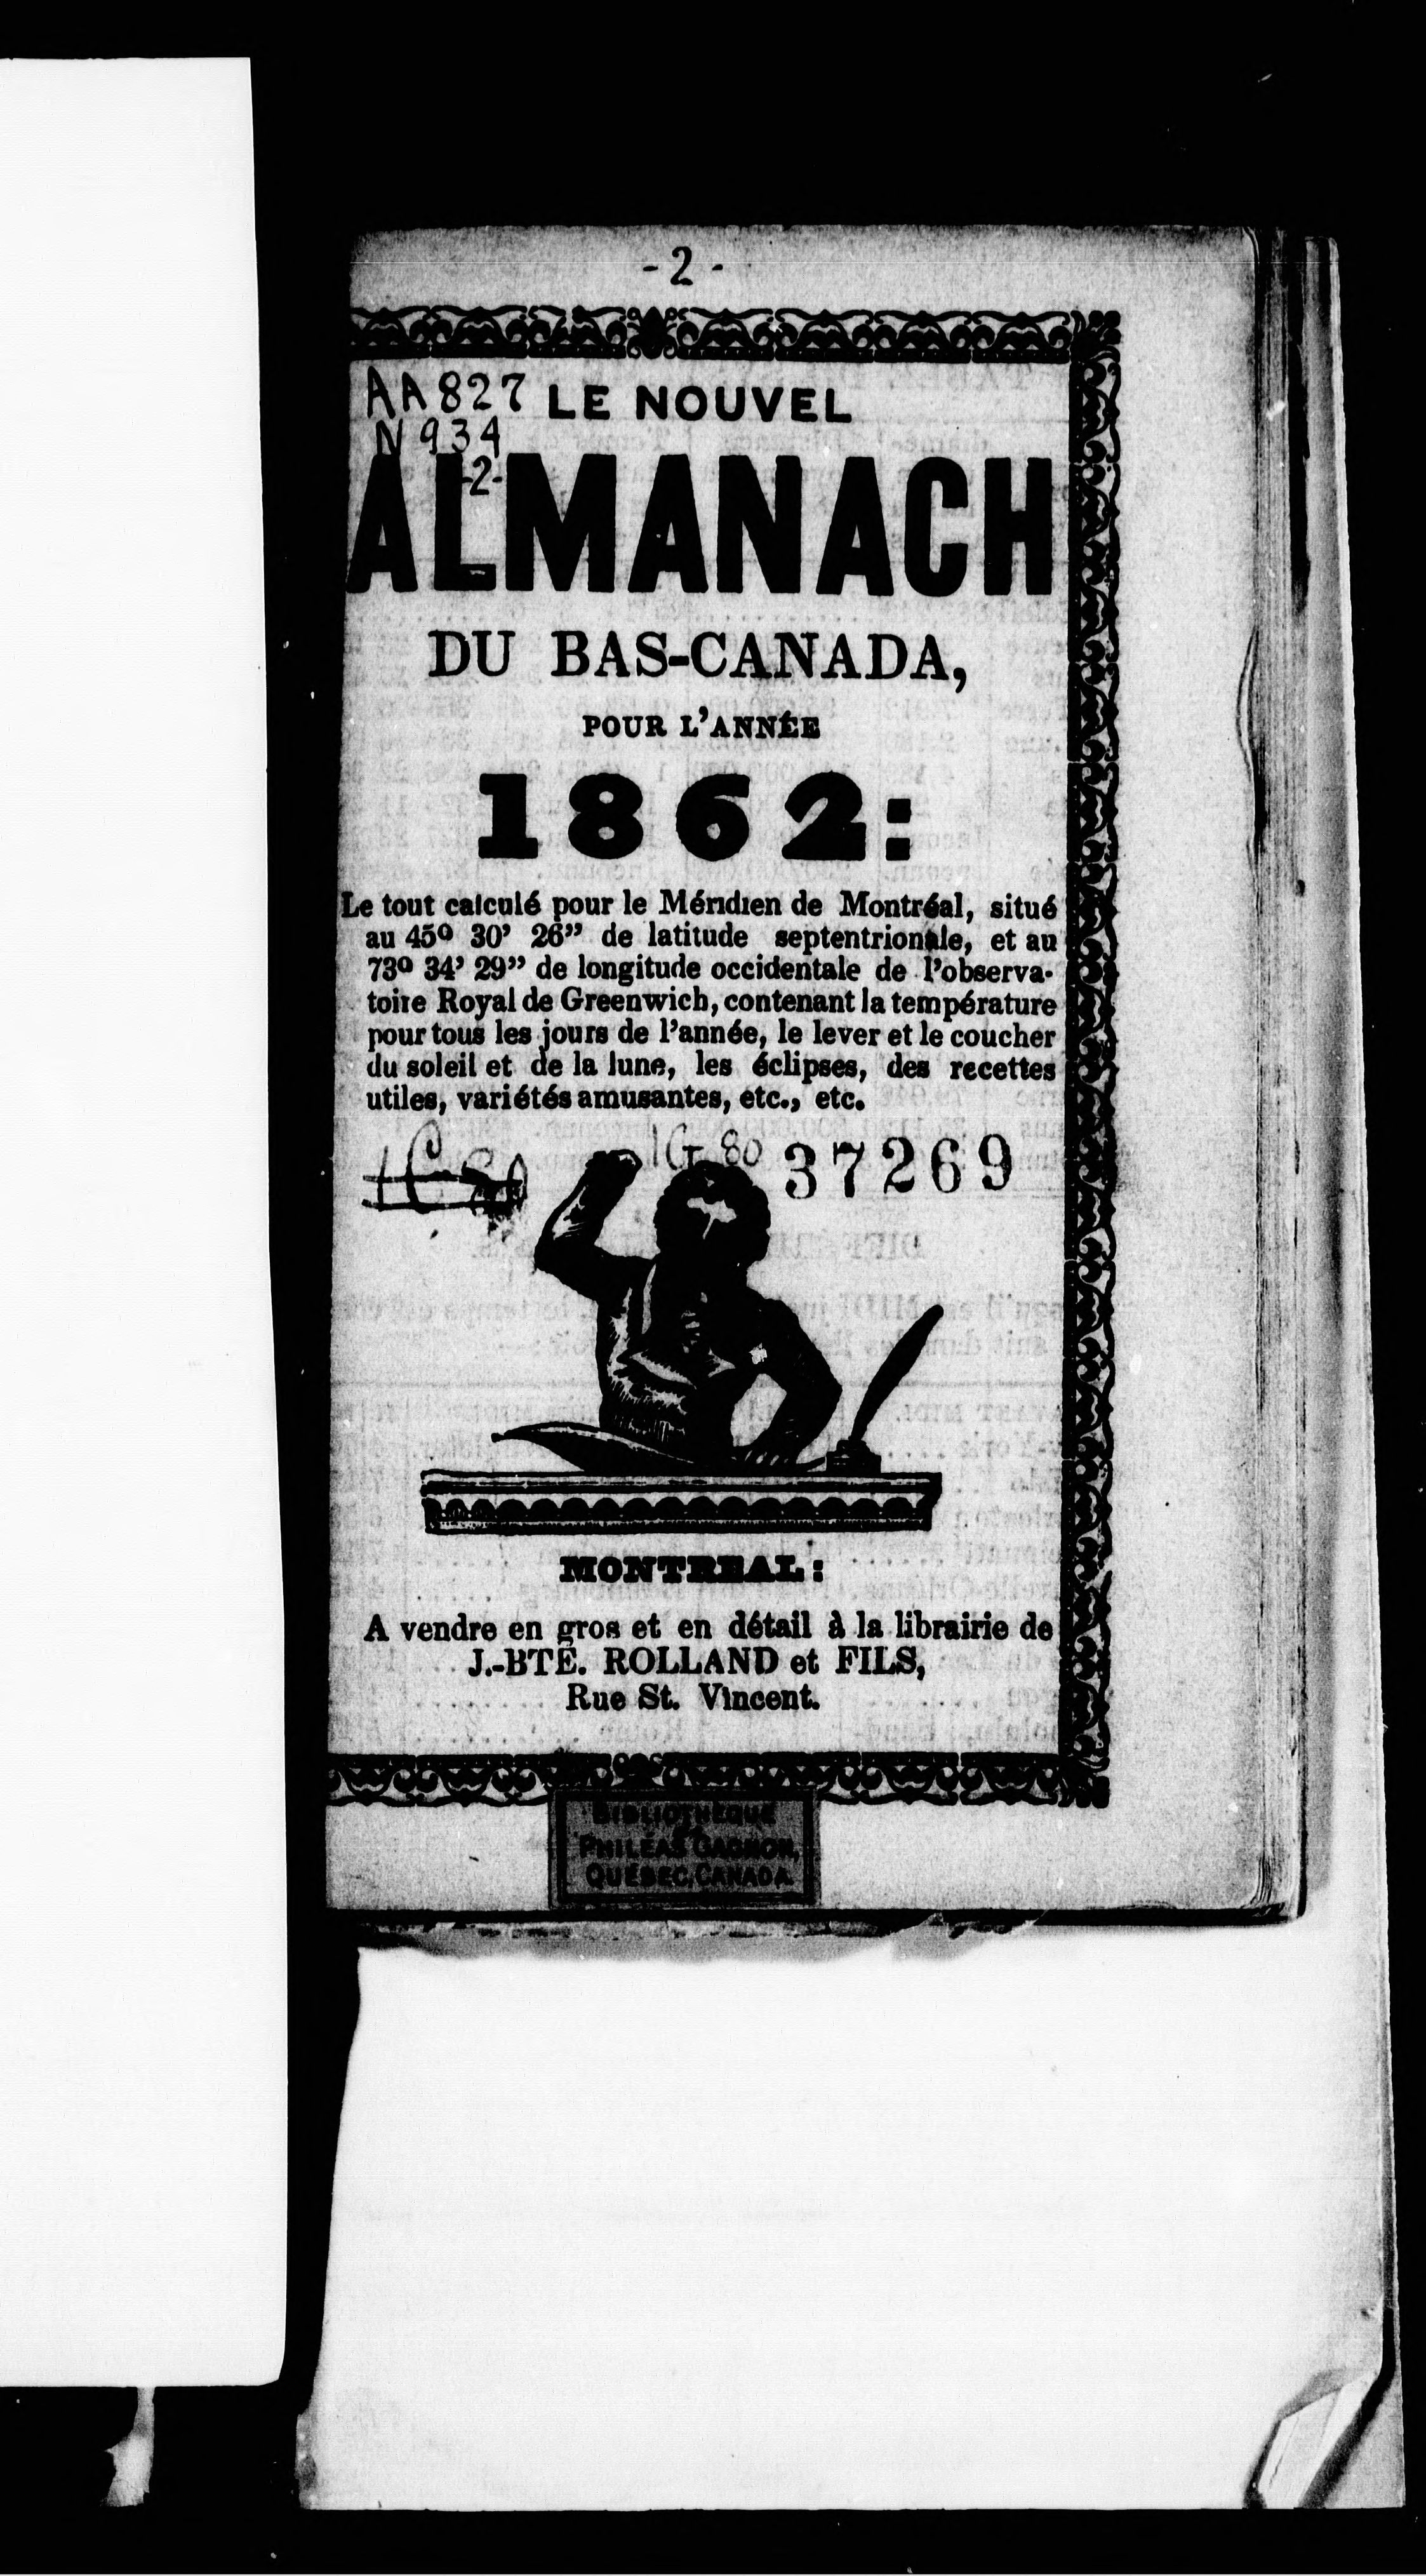 - 2 -
AA827 LE NOUVEL
N934
-2-
ALMANACH
DU BAS-CANADA,
POUR L'ANNÉE
1862:
Le tout calculé pour le Méridien de Montréal, situé
au 45º 30' 26" de latitude septentrionale, et au
73º 34' 29" de longitude occidentale de l'observa-
toire Royal de Greenwich, contenant la température
pour tous les jours de l'année, le lever et le coucher
du soleil et de la lune, les éclipses, des recettes
utiles, variétés amusantes, etc., etc.
37269
MONTREAL:
A vendre en gros et en détail à la librairie de
J.-BTE. ROLLAND et FILS,
Rue St. Vincent.
BIBLIOTHÈQUE
de
PHILÉAS GAGNON,
QUÉBEC, CANADA